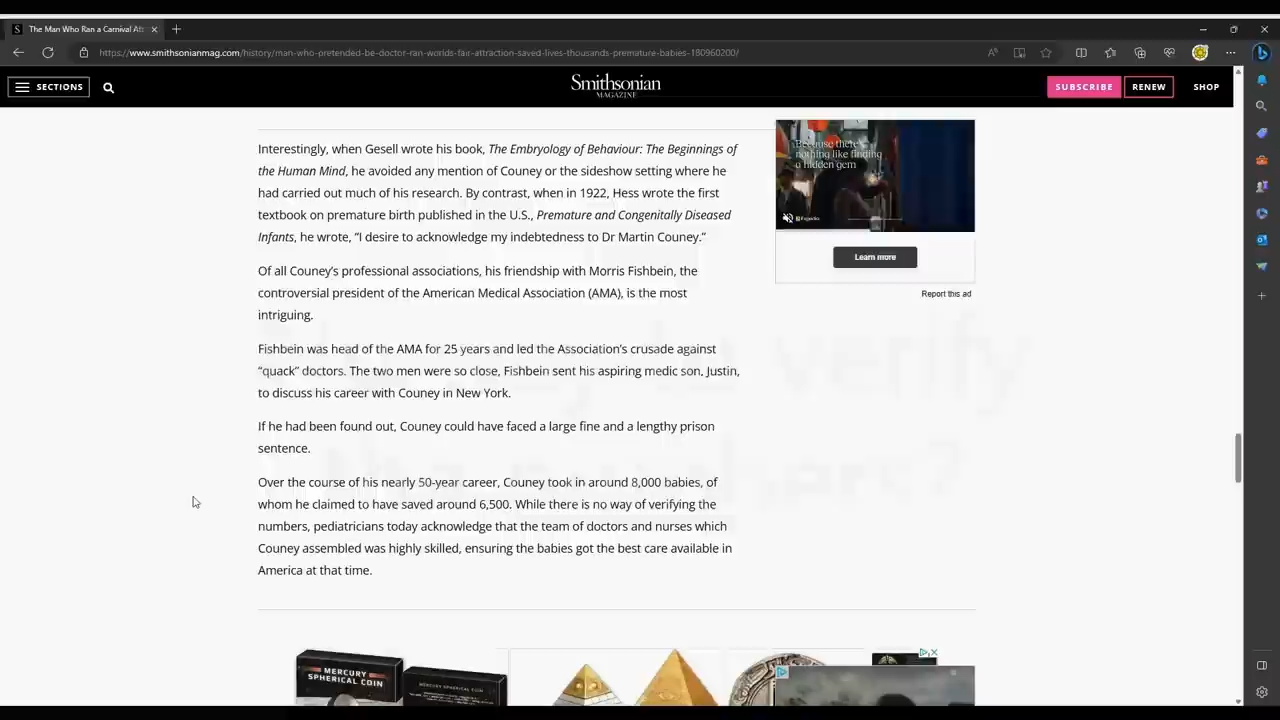 The Man Who Ran a Carnival Att
https://www.smithsonianmag.com/history/man-who-pretended-be-doctor-ran-worlds-fair-attraction-saved-lives-thousands-premature-babies-180960200/
SECTIONS
Smithsonian
MAGAZINE
SUBSCRIBE
RENEW
SHOP
Interestingly, when Gesell wrote his book, The Embryology of Behaviour: The Beginnings of
the Human Mind, he avoided any mention of Couney or the sideshow setting where he
had carried out much of his research. By contrast, when in 1922, Hess wrote the first
textbook on premature birth published in the U.S., Premature and Congenitally Diseased
Infants, he wrote, “I desire to acknowledge my indebtedness to Dr Martin Couney.”
Because there's
nothing like finding
a hidden gem
Expedia
Learn more
Report this ad
Of all Couney’s professional associations, his friendship with Morris Fishbein, the
controversial president of the American Medical Association (AMA), is the most
intriguing.
Fishbein was head of the AMA for 25 years and led the Association’s crusade against
“quack” doctors. The two men were so close, Fishbein sent his aspiring medic son, Justin,
to discuss his career with Couney in New York.
If he had been found out, Couney could have faced a large fine and a lengthy prison
sentence.
Over the course of his nearly 50-year career, Couney took in around 8,000 babies, of
whom he claimed to have saved around 6,500. While there is no way of verifying the
numbers, pediatricians today acknowledge that the team of doctors and nurses which
Couney assembled was highly skilled, ensuring the babies got the best care available in
America at that time.
verify
MERCURY
SPHERICAL COIN
MERCURY SPHERICAL COIN